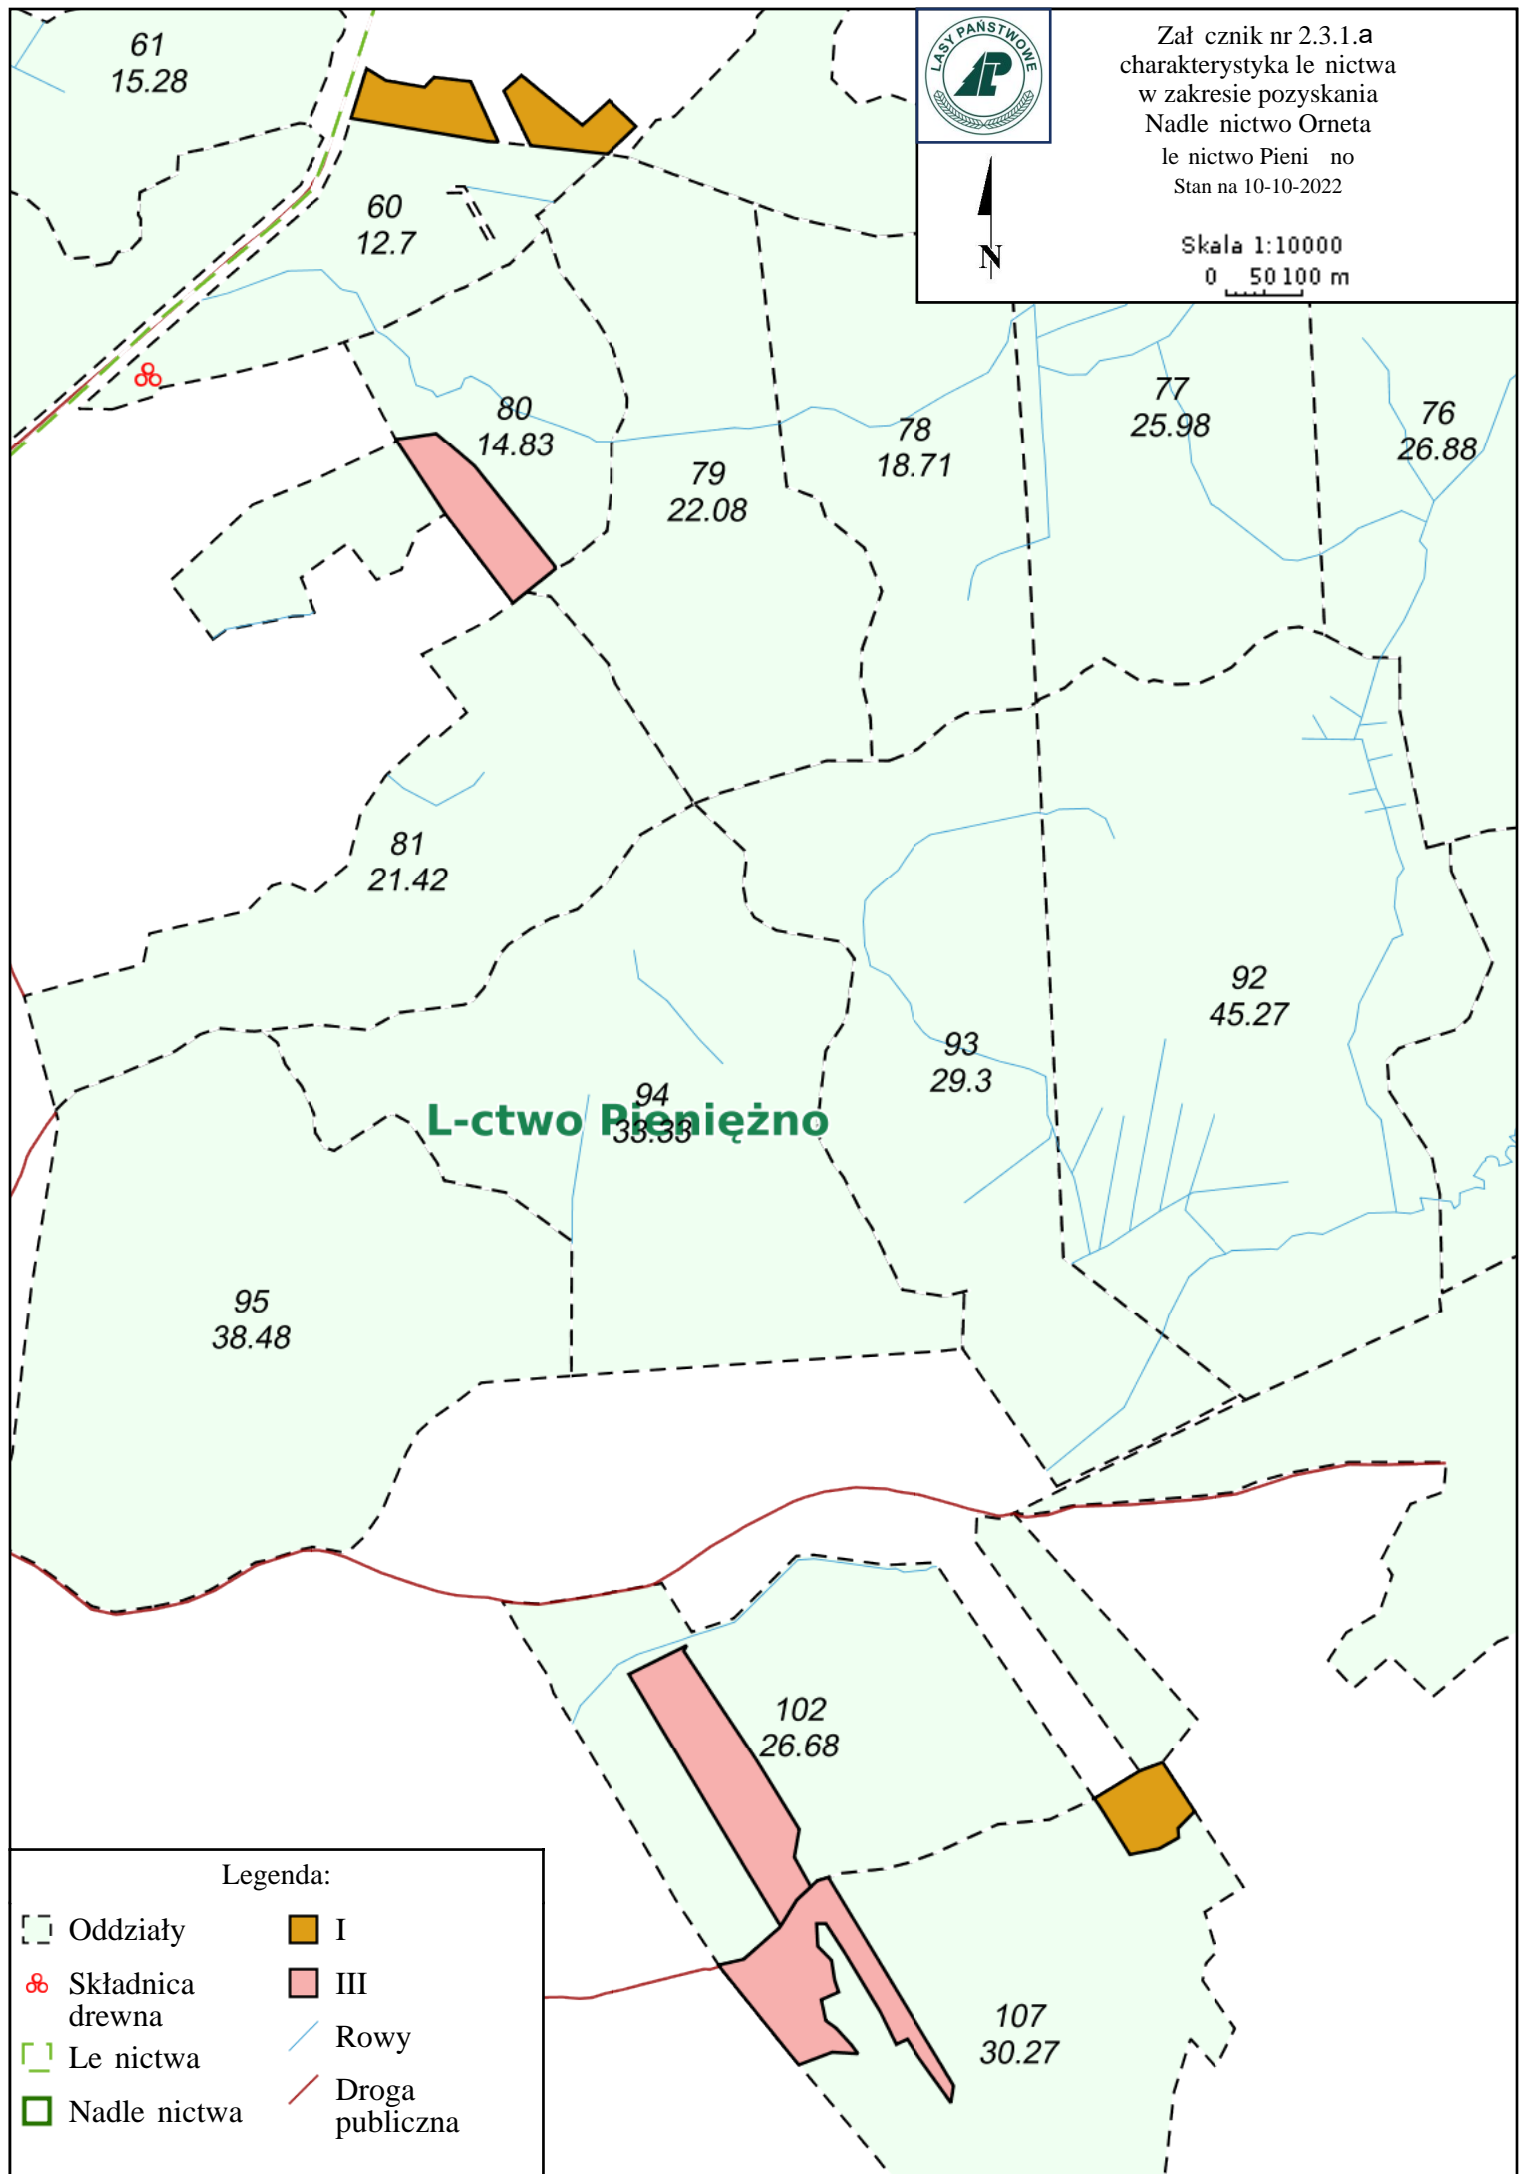 LASY PAŃSTWOWE
LP
Zał cznik nr 2.3.1.a
charakterystyka le nictwa
w zakresie pozyskania
Nadle nictwo Orneta
le nictwo Pieni no
Stan na 10-10-2022
N
Skala 1:10000
0 50 100 m
61
15.28
60
12.7
80
14.83
79
22.08
78
18.71
77
25.98
76
26.88
81
21.42
92
45.27
93
29.3
94
33.33
L-ctwo Pieniężno
95
38.48
102
26.68
107
30.27
Legenda:
Oddziały
Składnica
drewna
Le nictwa
Nadle nictwa
I
III
Rowy
Droga
publiczna